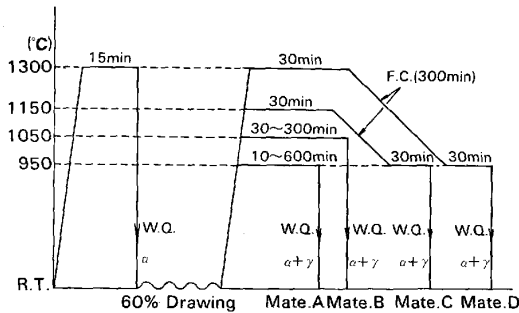 (°C)
1300
1150
1050
950
R.T.
15min
30min
F.C.(300min)
30min
30~300min
10~600min
30min
30min
W.Q.
W.Q.
W.Q.
W.Q.
W.Q.
α
α+γ
α+γ
α+γ
α+γ
60% Drawing
Mate.A
Mate.B
Mate.C
Mate.D